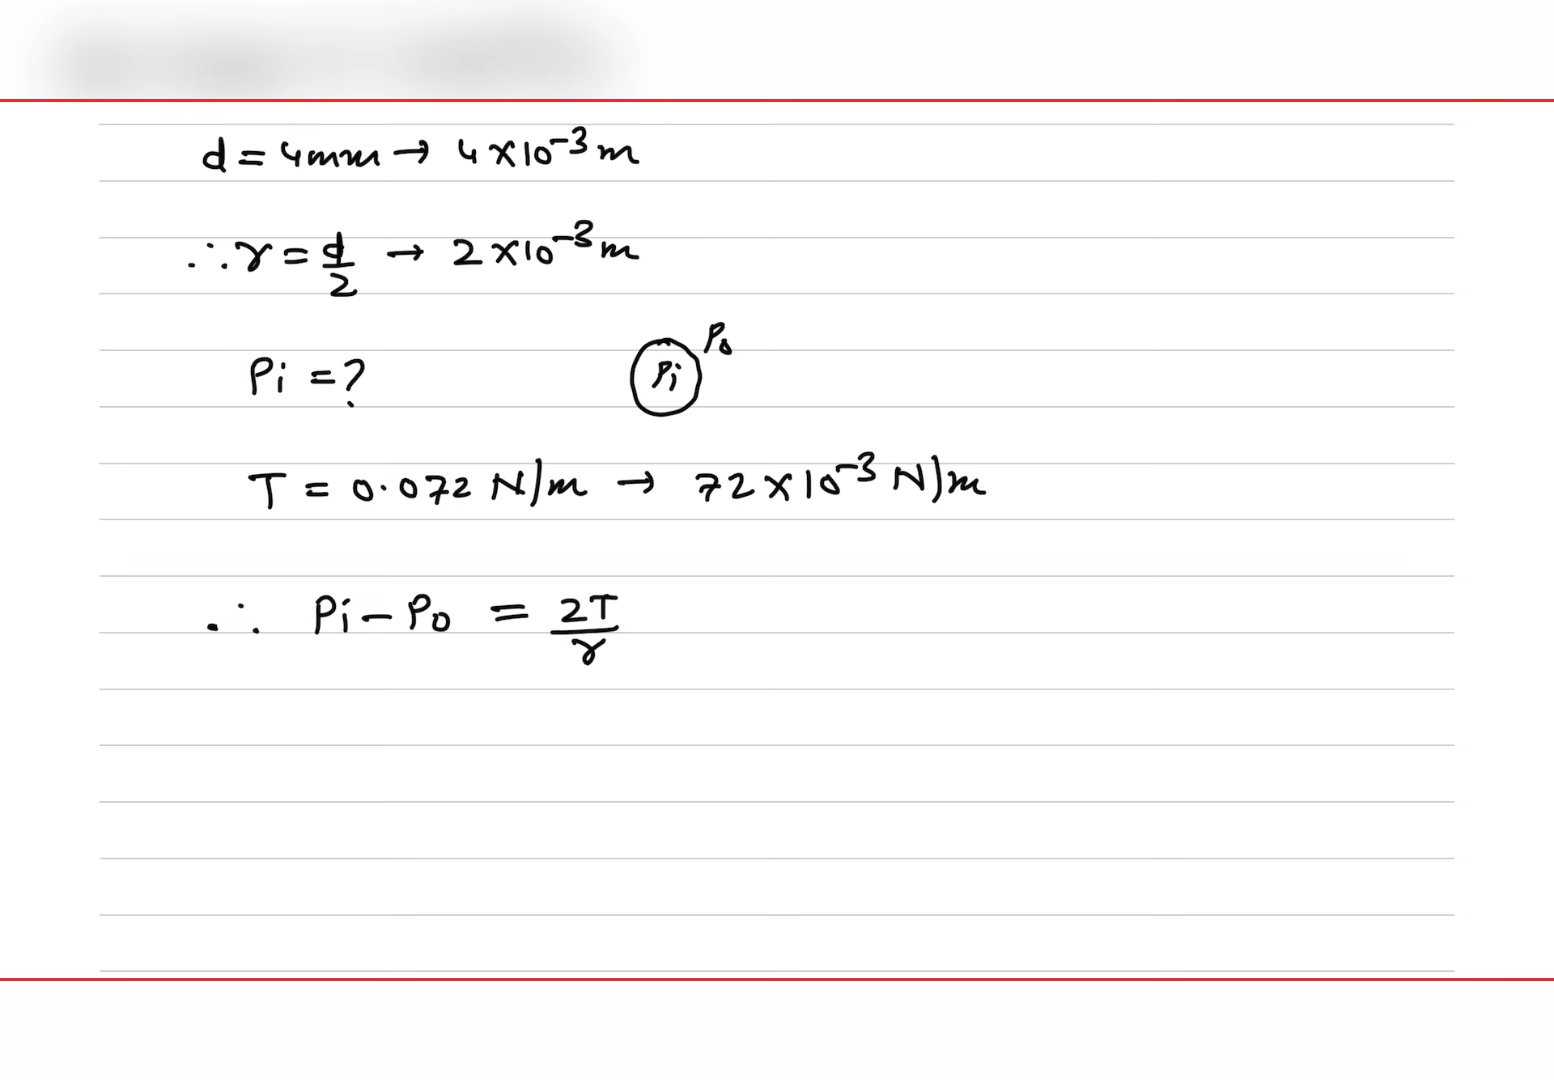 d = 4mm → 4×10⁻³ m
∴ r = d/2 → 2×10⁻³ m
Po
Pi = ? Pi
T = 0.072 N/m → 72×10⁻³ N/m
∴ Pi – Po = 2T/r